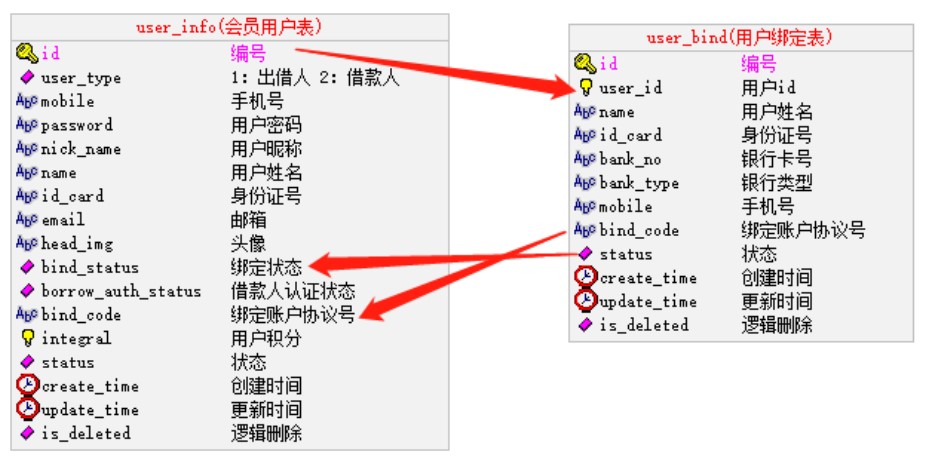 user_info(会员用户表)
id 编号
user_type 1: 出借人 2: 借款人
mobile 手机号
password 用户密码
nick_name 用户昵称
name 用户姓名
id_card 身份证号
email 邮箱
head_img 头像
bind_status 绑定状态
borrow_auth_status 借款人认证状态
bind_code 绑定账户协议号
integral 用户积分
status 状态
create_time 创建时间
update_time 更新时间
is_deleted 逻辑删除
user_bind(用户绑定表)
id 编号
user_id 用户id
name 用户姓名
id_card 身份证号
bank_no 银行卡号
bank_type 银行类型
mobile 手机号
bind_code 绑定账户协议号
status 状态
create_time 创建时间
update_time 更新时间
is_deleted 逻辑删除